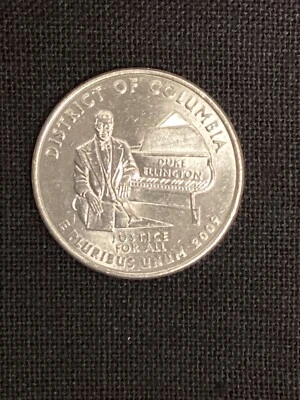 DISTRICT OF COLUMBIA
DUKE
ELLINGTON
JUSTICE
FOR ALL
E PLURIBUS UNUM 2009